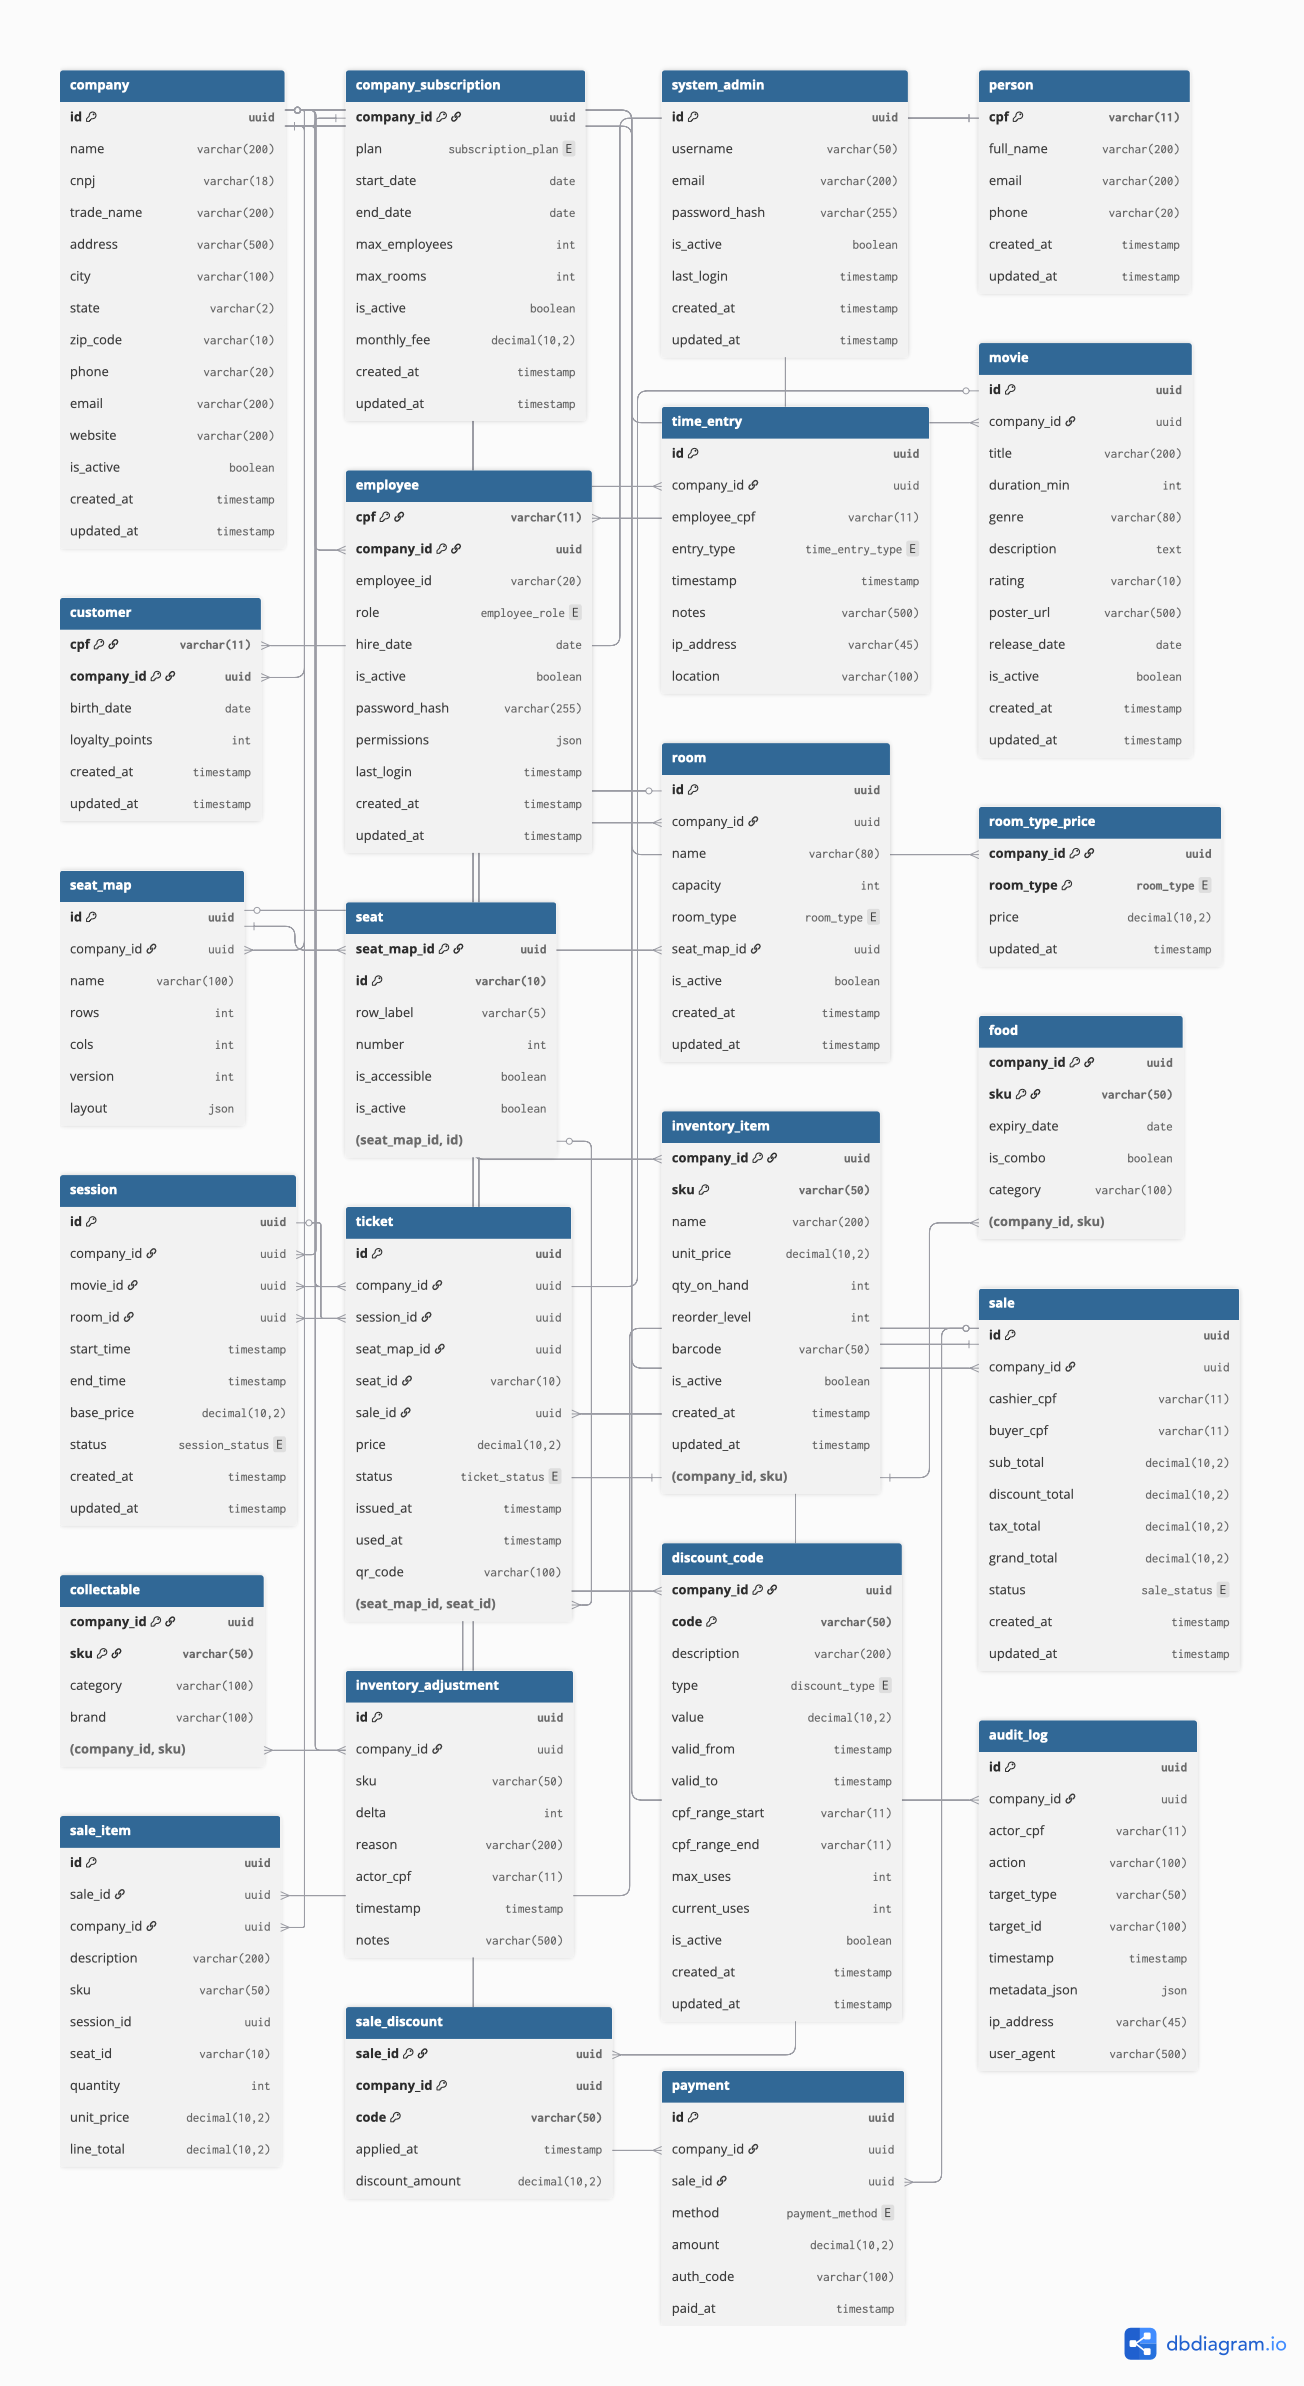 company
id uuid
name varchar(200)
cnpj varchar(18)
trade_name varchar(200)
address varchar(500)
city varchar(100)
state varchar(2)
zip_code varchar(10)
phone varchar(20)
email varchar(200)
website varchar(200)
is_active boolean
created_at timestamp
updated_at timestamp
company_subscription
company_id uuid
plan subscription_plan E
start_date date
end_date date
max_employees int
max_rooms int
is_active boolean
monthly_fee decimal(10,2)
created_at timestamp
updated_at timestamp
system_admin
id uuid
username varchar(50)
email varchar(200)
password_hash varchar(255)
is_active boolean
last_login timestamp
created_at timestamp
updated_at timestamp
person
cpf varchar(11)
full_name varchar(200)
email varchar(200)
phone varchar(20)
created_at timestamp
updated_at timestamp
movie
id uuid
company_id uuid
title varchar(200)
duration_min int
genre varchar(80)
description text
rating varchar(10)
poster_url varchar(500)
release_date date
is_active boolean
created_at timestamp
updated_at timestamp
time_entry
id uuid
company_id uuid
employee_cpf varchar(11)
entry_type time_entry_type E
timestamp timestamp
notes varchar(500)
ip_address varchar(45)
location varchar(100)
employee
cpf varchar(11)
company_id uuid
employee_id varchar(20)
role employee_role E
hire_date date
is_active boolean
password_hash varchar(255)
permissions json
last_login timestamp
created_at timestamp
updated_at timestamp
customer
cpf varchar(11)
company_id uuid
birth_date date
loyalty_points int
created_at timestamp
updated_at timestamp
room
id uuid
company_id uuid
name varchar(80)
capacity int
room_type room_type E
seat_map_id uuid
is_active boolean
created_at timestamp
updated_at timestamp
room_type_price
company_id uuid
room_type room_type E
price decimal(10,2)
updated_at timestamp
seat_map
id uuid
company_id uuid
name varchar(100)
rows int
cols int
version int
layout json
seat
seat_map_id uuid
id varchar(10)
row_label varchar(5)
number int
is_accessible boolean
is_active boolean
(seat_map_id, id)
food
company_id uuid
sku varchar(50)
expiry_date date
is_combo boolean
category varchar(100)
(company_id, sku)
inventory_item
company_id uuid
sku varchar(50)
name varchar(200)
unit_price decimal(10,2)
qty_on_hand int
reorder_level int
barcode varchar(50)
is_active boolean
created_at timestamp
updated_at timestamp
(company_id, sku)
session
id uuid
company_id uuid
movie_id uuid
room_id uuid
start_time timestamp
end_time timestamp
base_price decimal(10,2)
status session_status E
created_at timestamp
updated_at timestamp
ticket
id uuid
company_id uuid
session_id uuid
seat_map_id uuid
seat_id varchar(10)
sale_id uuid
price decimal(10,2)
status ticket_status E
issued_at timestamp
used_at timestamp
qr_code varchar(100)
(seat_map_id, seat_id)
sale
id uuid
company_id uuid
cashier_cpf varchar(11)
buyer_cpf varchar(11)
sub_total decimal(10,2)
discount_total decimal(10,2)
tax_total decimal(10,2)
grand_total decimal(10,2)
status sale_status E
created_at timestamp
updated_at timestamp
discount_code
company_id uuid
code varchar(50)
description varchar(200)
type discount_type E
value decimal(10,2)
valid_from timestamp
valid_to timestamp
cpf_range_start varchar(11)
cpf_range_end varchar(11)
max_uses int
current_uses int
is_active boolean
created_at timestamp
updated_at timestamp
collectable
company_id uuid
sku varchar(50)
category varchar(100)
brand varchar(100)
(company_id, sku)
inventory_adjustment
id uuid
company_id uuid
sku varchar(50)
delta int
reason varchar(200)
actor_cpf varchar(11)
timestamp timestamp
notes varchar(500)
audit_log
id uuid
company_id uuid
actor_cpf varchar(11)
action varchar(100)
target_type varchar(50)
target_id varchar(100)
timestamp timestamp
metadata_json json
ip_address varchar(45)
user_agent varchar(500)
sale_item
id uuid
sale_id uuid
company_id uuid
description varchar(200)
sku varchar(50)
session_id uuid
seat_id varchar(10)
quantity int
unit_price decimal(10,2)
line_total decimal(10,2)
sale_discount
sale_id uuid
company_id uuid
code varchar(50)
applied_at timestamp
discount_amount decimal(10,2)
payment
id uuid
company_id uuid
sale_id uuid
method payment_method E
amount decimal(10,2)
auth_code varchar(100)
paid_at timestamp
dbdiagram.io